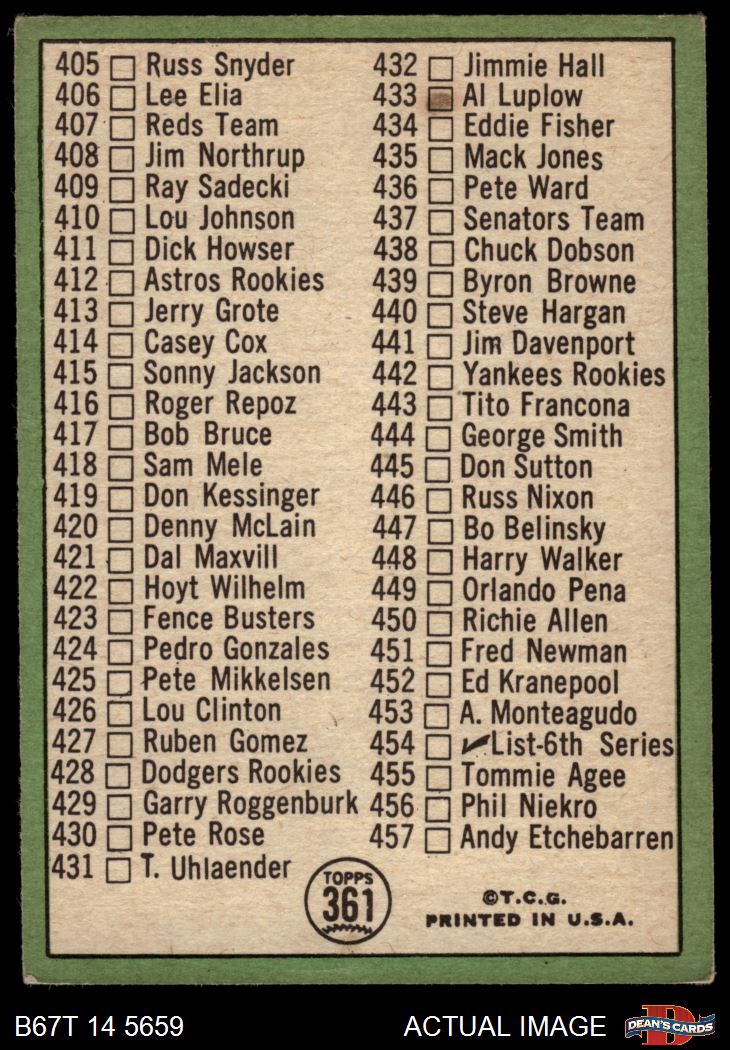 405 Russ Snyder
406 Lee Elia
407 Reds Team
408 Jim Northrup
409 Ray Sadecki
410 Lou Johnson
411 Dick Howser
412 Astros Rookies
413 Jerry Grote
414 Casey Cox
415 Sonny Jackson
416 Roger Repoz
417 Bob Bruce
418 Sam Mele
419 Don Kessinger
420 Denny McLain
421 Dal Maxvill
422 Hoyt Wilhelm
423 Fence Busters
424 Pedro Gonzales
425 Pete Mikkelsen
426 Lou Clinton
427 Ruben Gomez
428 Dodgers Rookies
429 Garry Roggenburk
430 Pete Rose
431 T. Uhlaender
432 Jimmie Hall
433 Al Luplow
434 Eddie Fisher
435 Mack Jones
436 Pete Ward
437 Senators Team
438 Chuck Dobson
439 Byron Browne
440 Steve Hargan
441 Jim Davenport
442 Yankees Rookies
443 Tito Francona
444 George Smith
445 Don Sutton
446 Russ Nixon
447 Bo Belinsky
448 Harry Walker
449 Orlando Pena
450 Richie Allen
451 Fred Newman
452 Ed Kranepool
453 A. Monteagudo
454 List-6th Series
455 Tommie Agee
456 Phil Niekro
457 Andy Etchebarren
TOPPS
361
©T.C.G.
PRINTED IN U.S.A.
B67T 14 5659
ACTUAL IMAGE
DEAN'S CARDS